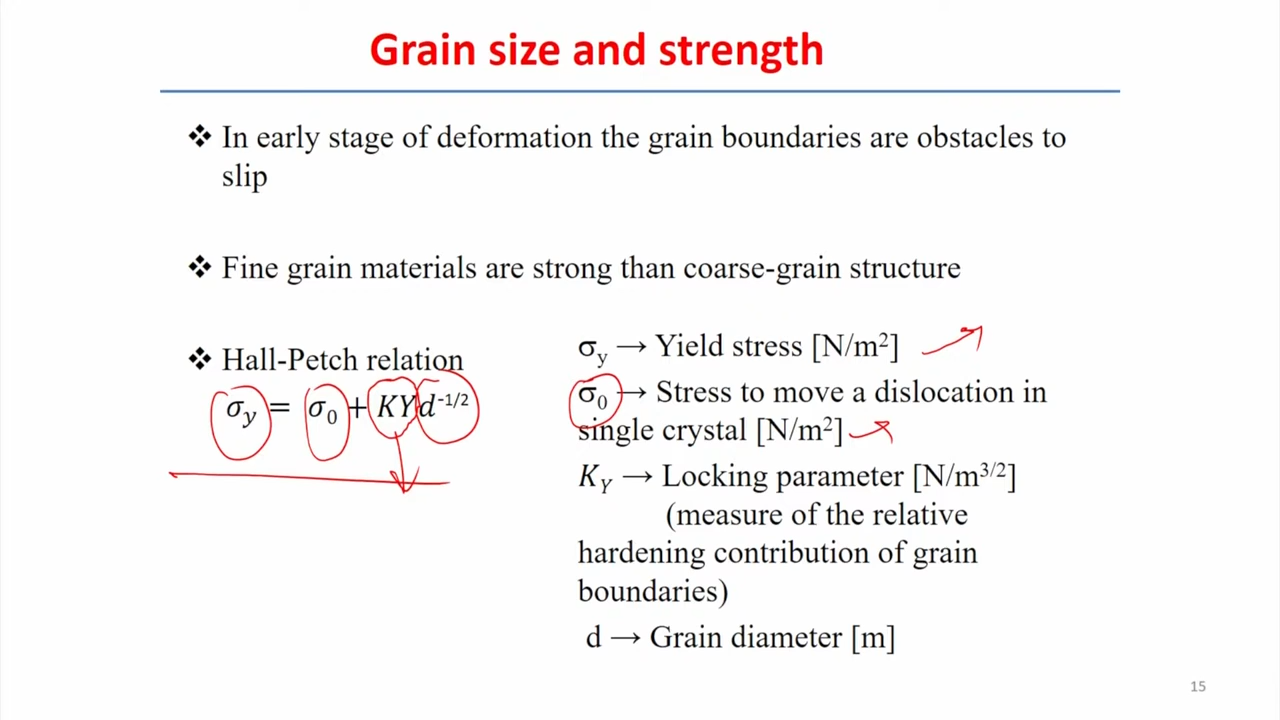 Grain size and strength
❖ In early stage of deformation the grain boundaries are obstacles to
slip
❖ Fine grain materials are strong than coarse-grain structure
❖ Hall-Petch relation
σy = σ0 + KYd^-1/2
σy → Yield stress [N/m²]
σ0 → Stress to move a dislocation in
single crystal [N/m²]
KY → Locking parameter [N/m^3/2]
(measure of the relative
hardening contribution of grain
boundaries)
d → Grain diameter [m]
15